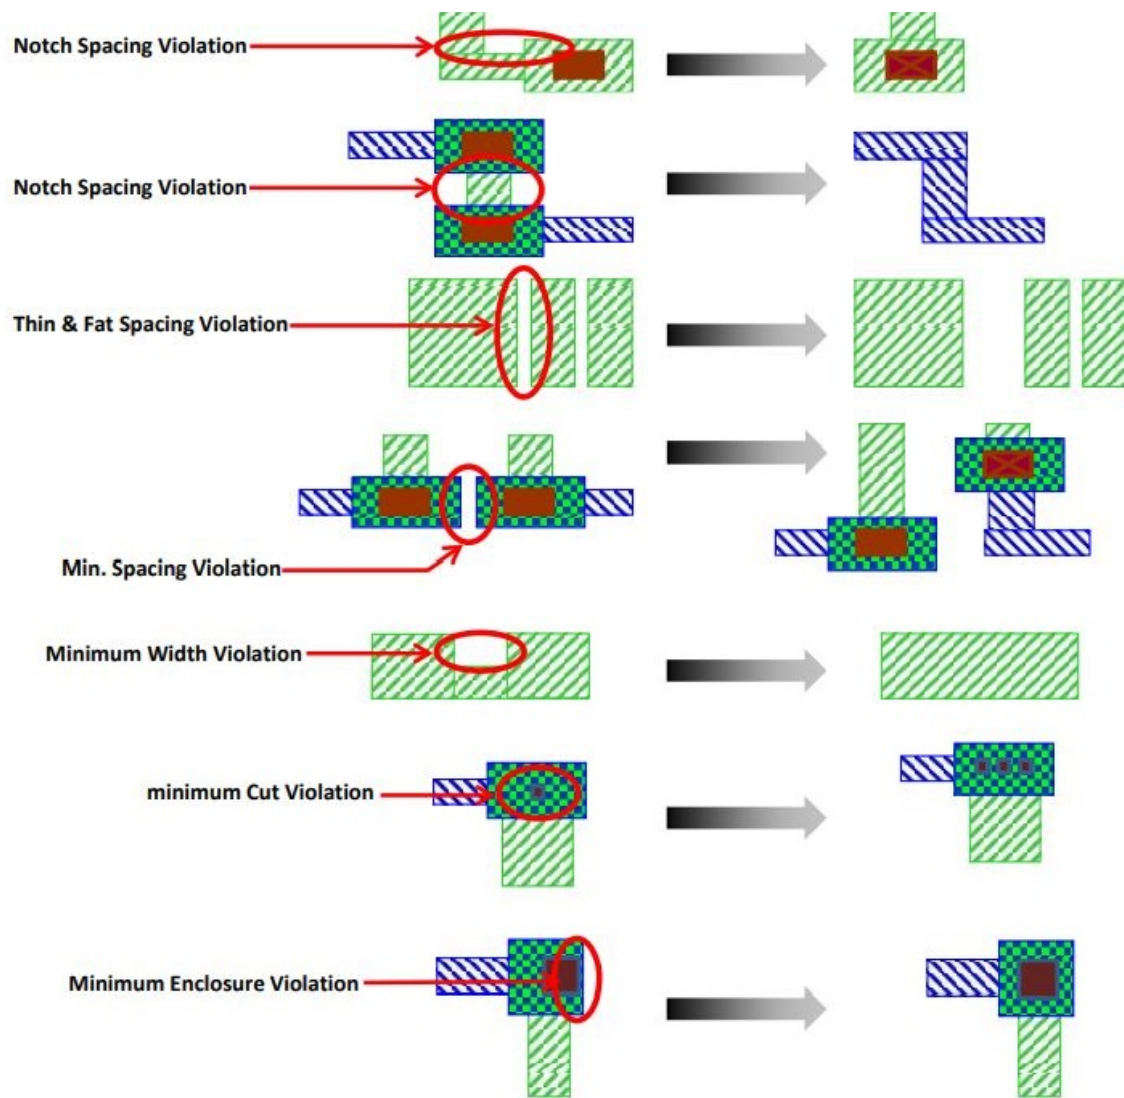 Notch Spacing Violation
Notch Spacing Violation
Thin & Fat Spacing Violation
Min. Spacing Violation
Minimum Width Violation
minimum Cut Violation
Minimum Enclosure Violation